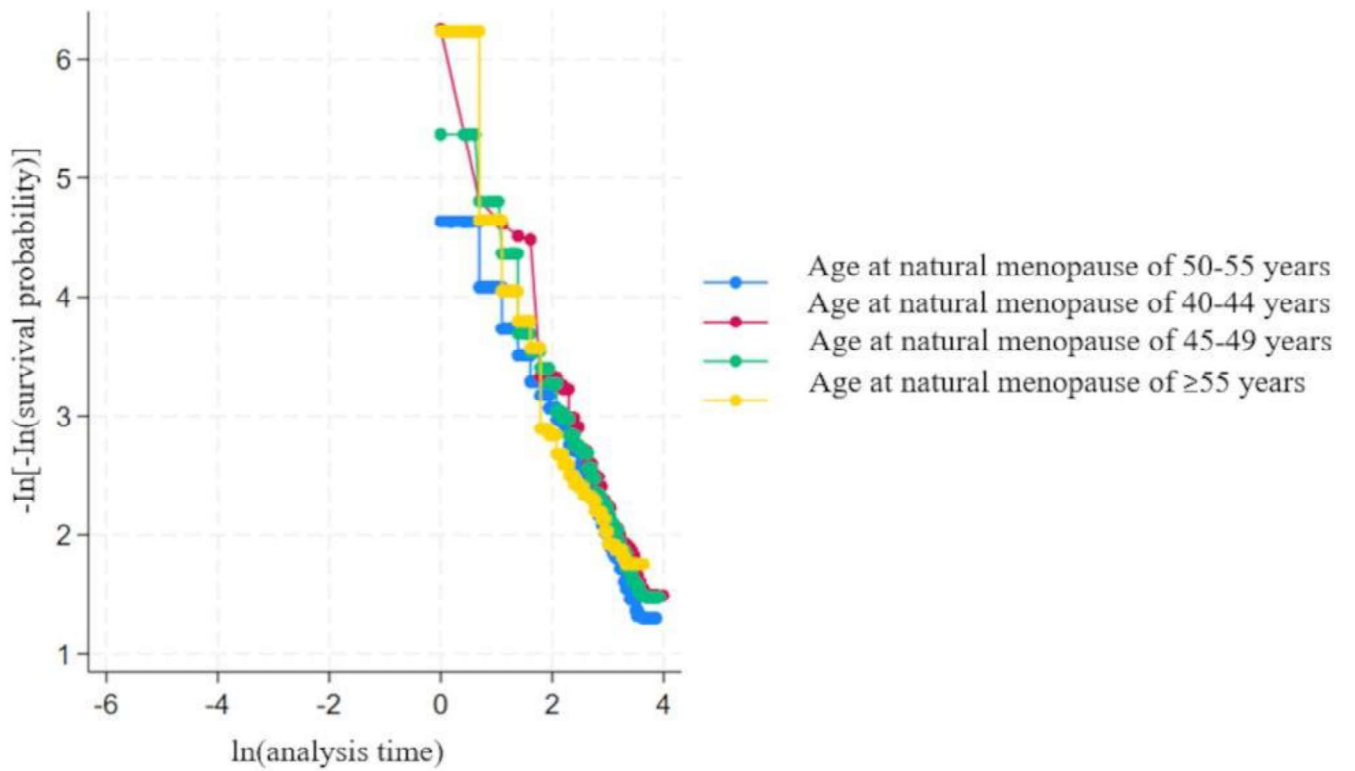 6
5
4
3
2
1
-In[-In(survival probability)]
-6 -4 -2 0 2 4
ln(analysis time)
Age at natural menopause of 50-55 years
Age at natural menopause of 40-44 years
Age at natural menopause of 45-49 years
Age at natural menopause of ≥55 years